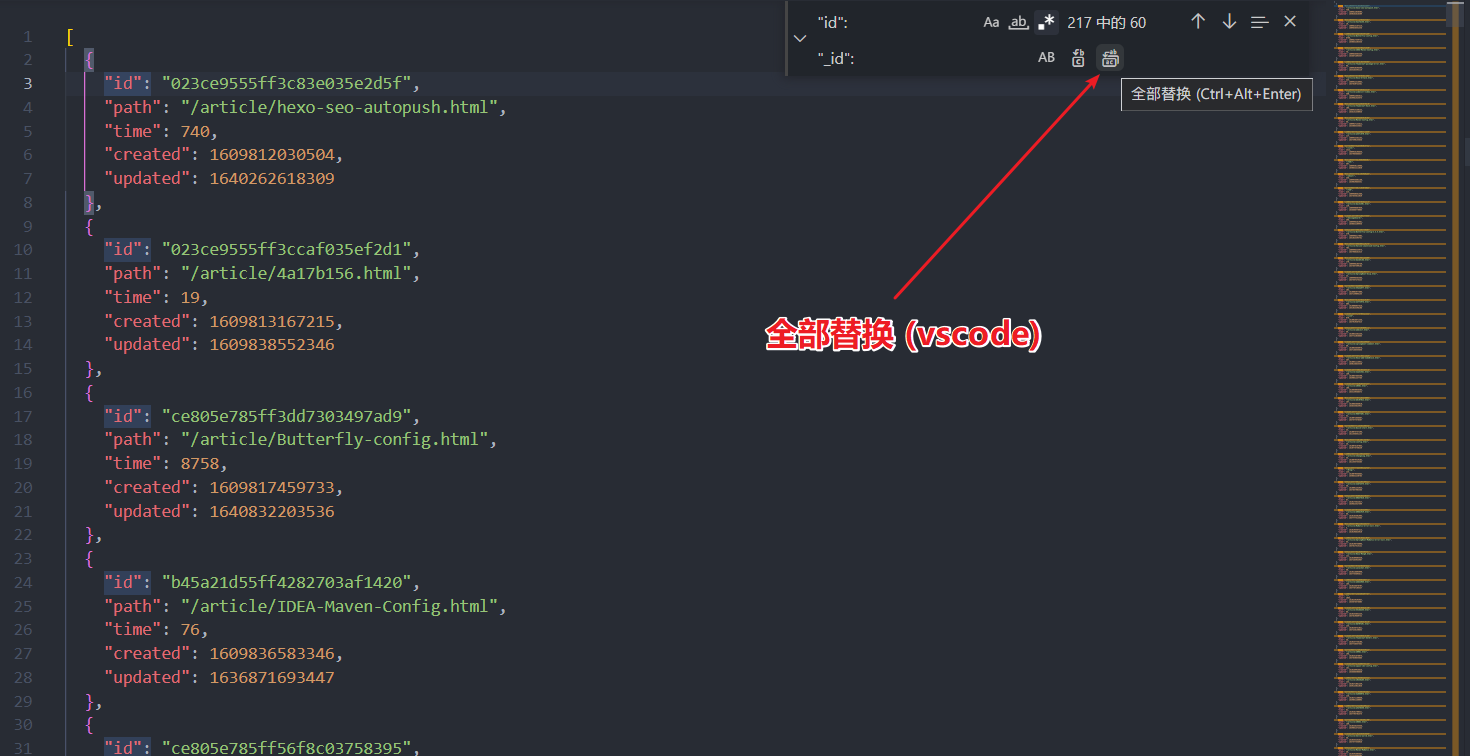 "id":
Aa
ab
.*
217 中的 60
"_id":
AB
全部替换 (Ctrl+Alt+Enter)
1 [
2 {
3 "id": "023ce9555ff3c83e035e2d5f",
4 "path": "/article/hexo-seo-autopush.html",
5 "time": 740,
6 "created": 1609812030504,
7 "updated": 1640262618309
8 },
9 {
10 "id": "023ce9555ff3ccaf035ef2d1",
11 "path": "/article/4a17b156.html",
12 "time": 19,
13 "created": 1609813167215,
14 "updated": 1609838552346
15 },
16 {
17 "id": "ce805e785ff3dd7303497ad9",
18 "path": "/article/Butterfly-config.html",
19 "time": 8758,
20 "created": 1609817459733,
21 "updated": 1640832203536
22 },
23 {
24 "id": "b45a21d55ff4282703af1420",
25 "path": "/article/IDEA-Maven-Config.html",
26 "time": 76,
27 "created": 1609836583346,
28 "updated": 1636871693447
29 },
30 {
31 "id": "ce805e785ff56f8c03758395",
全部替换 (vscode)